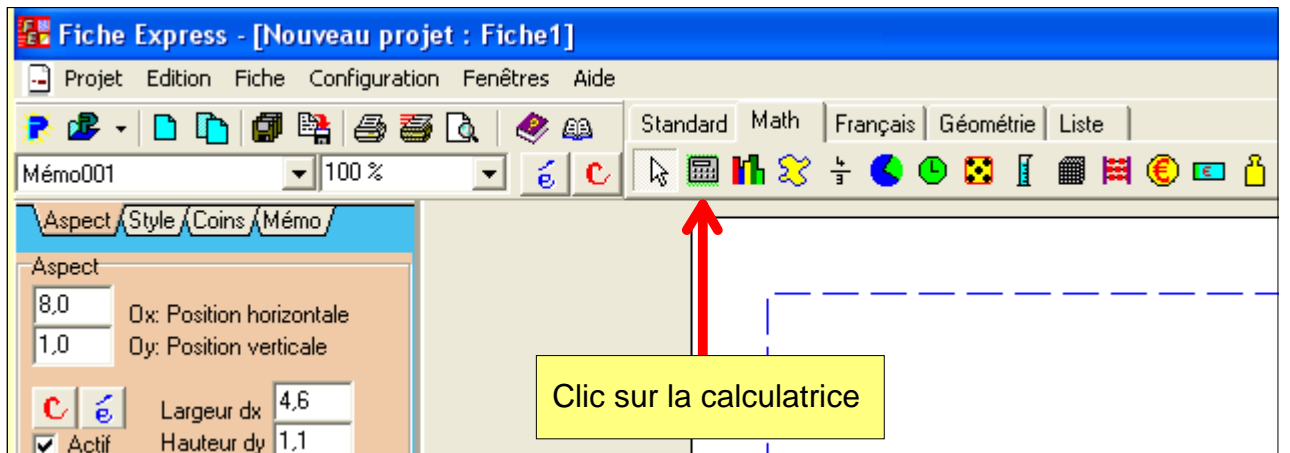 Fiche Express - [Nouveau projet : Fiche1]
Projet Edition Fiche Configuration Fenêtres Aide
Standard Math Français Géométrie Liste
Mémo001 100 % é c
Aspect Style Coins Mémo
Aspect
8,0 Ox: Position horizontale
1,0 Oy: Position verticale
Clic sur la calculatrice
c é Largeur dx 4,6
Actif Hauteur dy 1,1